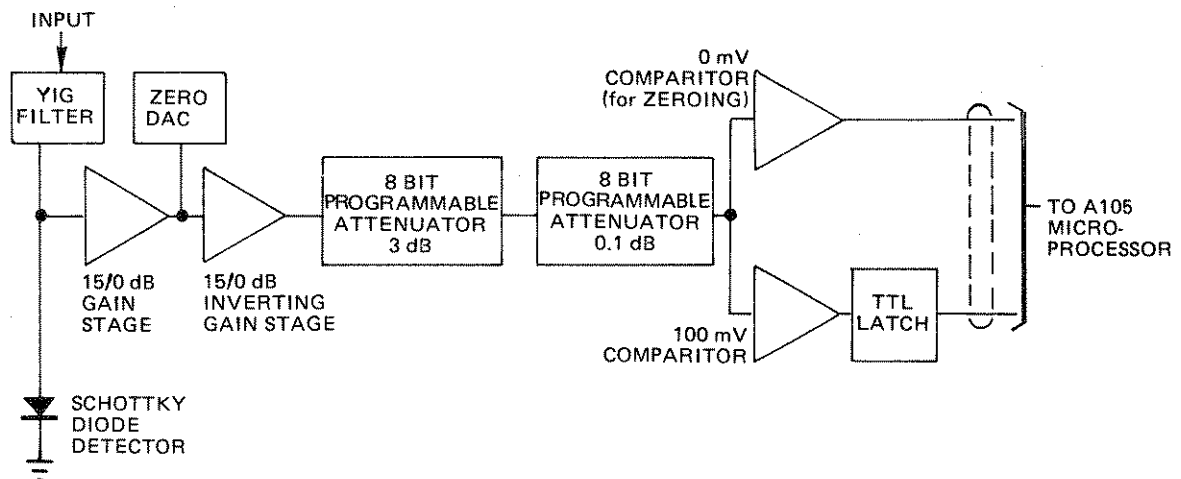 INPUT
YIG
FILTER
ZERO
DAC
15/0 dB
GAIN
STAGE
15/0 dB
INVERTING
GAIN STAGE
8 BIT
PROGRAMMABLE
ATTENUATOR
3 dB
8 BIT
PROGRAMMABLE
ATTENUATOR
0.1 dB
0 mV
COMPARITOR
(for ZEROING)
100 mV
COMPARITOR
TTL
LATCH
TO A105
MICRO-
PROCESSOR
SCHOTTKY
DIODE
DETECTOR